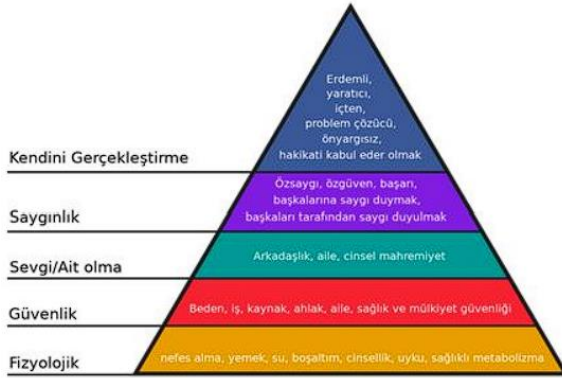 Erdemli,
yaratıcı,
içten,
problem çözücü,
önyargısız,
hakikati kabul eder olmak
Kendini Gerçekleştirme
Özsaygı, özgüven, başarı,
başkalarına saygı duymak,
başkaları tarafından saygı duyulmak
Saygınlık
Arkadaşlık, aile, cinsel mahremiyet
Sevgi/Ait olma
Beden, iş, kaynak, ahlak, aile, sağlık ve mülkiyet güvenliği
Güvenlik
nefes alma, yemek, su, boşaltım, cinsellik, uyku, sağlıklı metabolizma
Fizyolojik